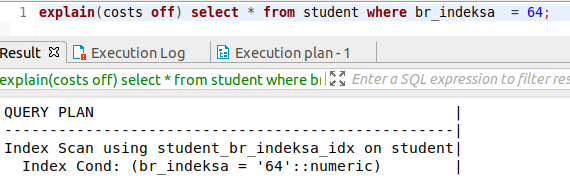 1 explain(costs off) select * from student where br_indeksa  = 64;
Result Execution Log Execution plan - 1
explain(costs off) select * from student where br Enter a SQL expression to filter res
QUERY PLAN |
--------------------------------------------------|
Index Scan using student_br_indeksa_idx on student|
  Index Cond: (br_indeksa = '64'::numeric) |